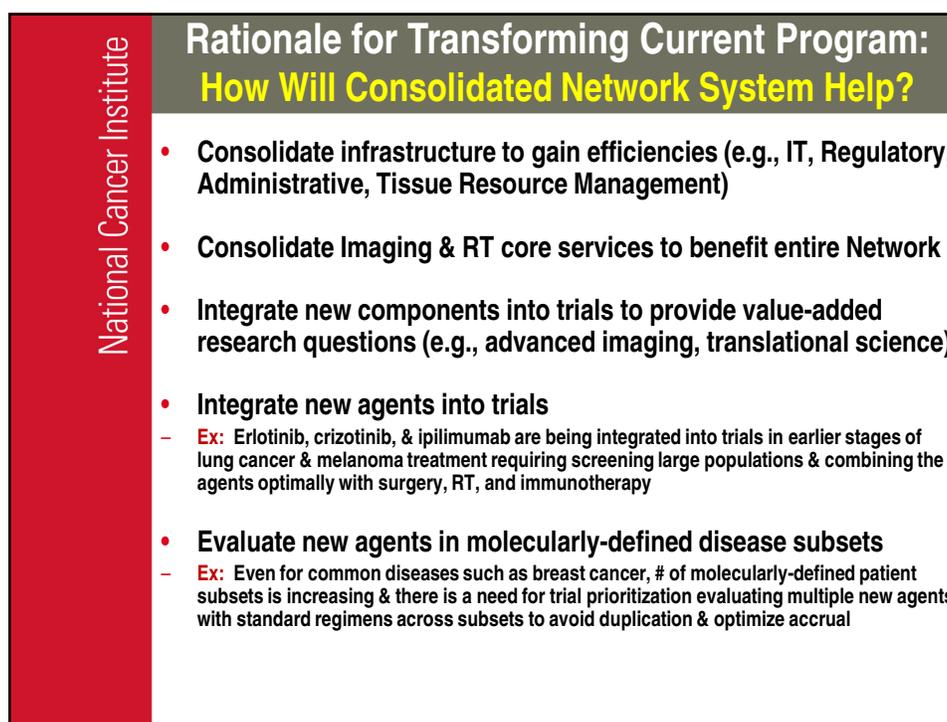 National Cancer Institute
Rationale for Transforming Current Program:
How Will Consolidated Network System Help?
• Consolidate infrastructure to gain efficiencies (e.g., IT, Regulatory
Administrative, Tissue Resource Management)
• Consolidate Imaging & RT core services to benefit entire Network
• Integrate new components into trials to provide value-added
research questions (e.g., advanced imaging, translational science)
• Integrate new agents into trials
– Ex: Erlotinib, crizotinib, & ipilimumab are being integrated into trials in earlier stages of
lung cancer & melanoma treatment requiring screening large populations & combining the
agents optimally with surgery, RT, and immunotherapy
• Evaluate new agents in molecularly-defined disease subsets
– Ex: Even for common diseases such as breast cancer, # of molecularly-defined patient
subsets is increasing & there is a need for trial prioritization evaluating multiple new agents
with standard regimens across subsets to avoid duplication & optimize accrual